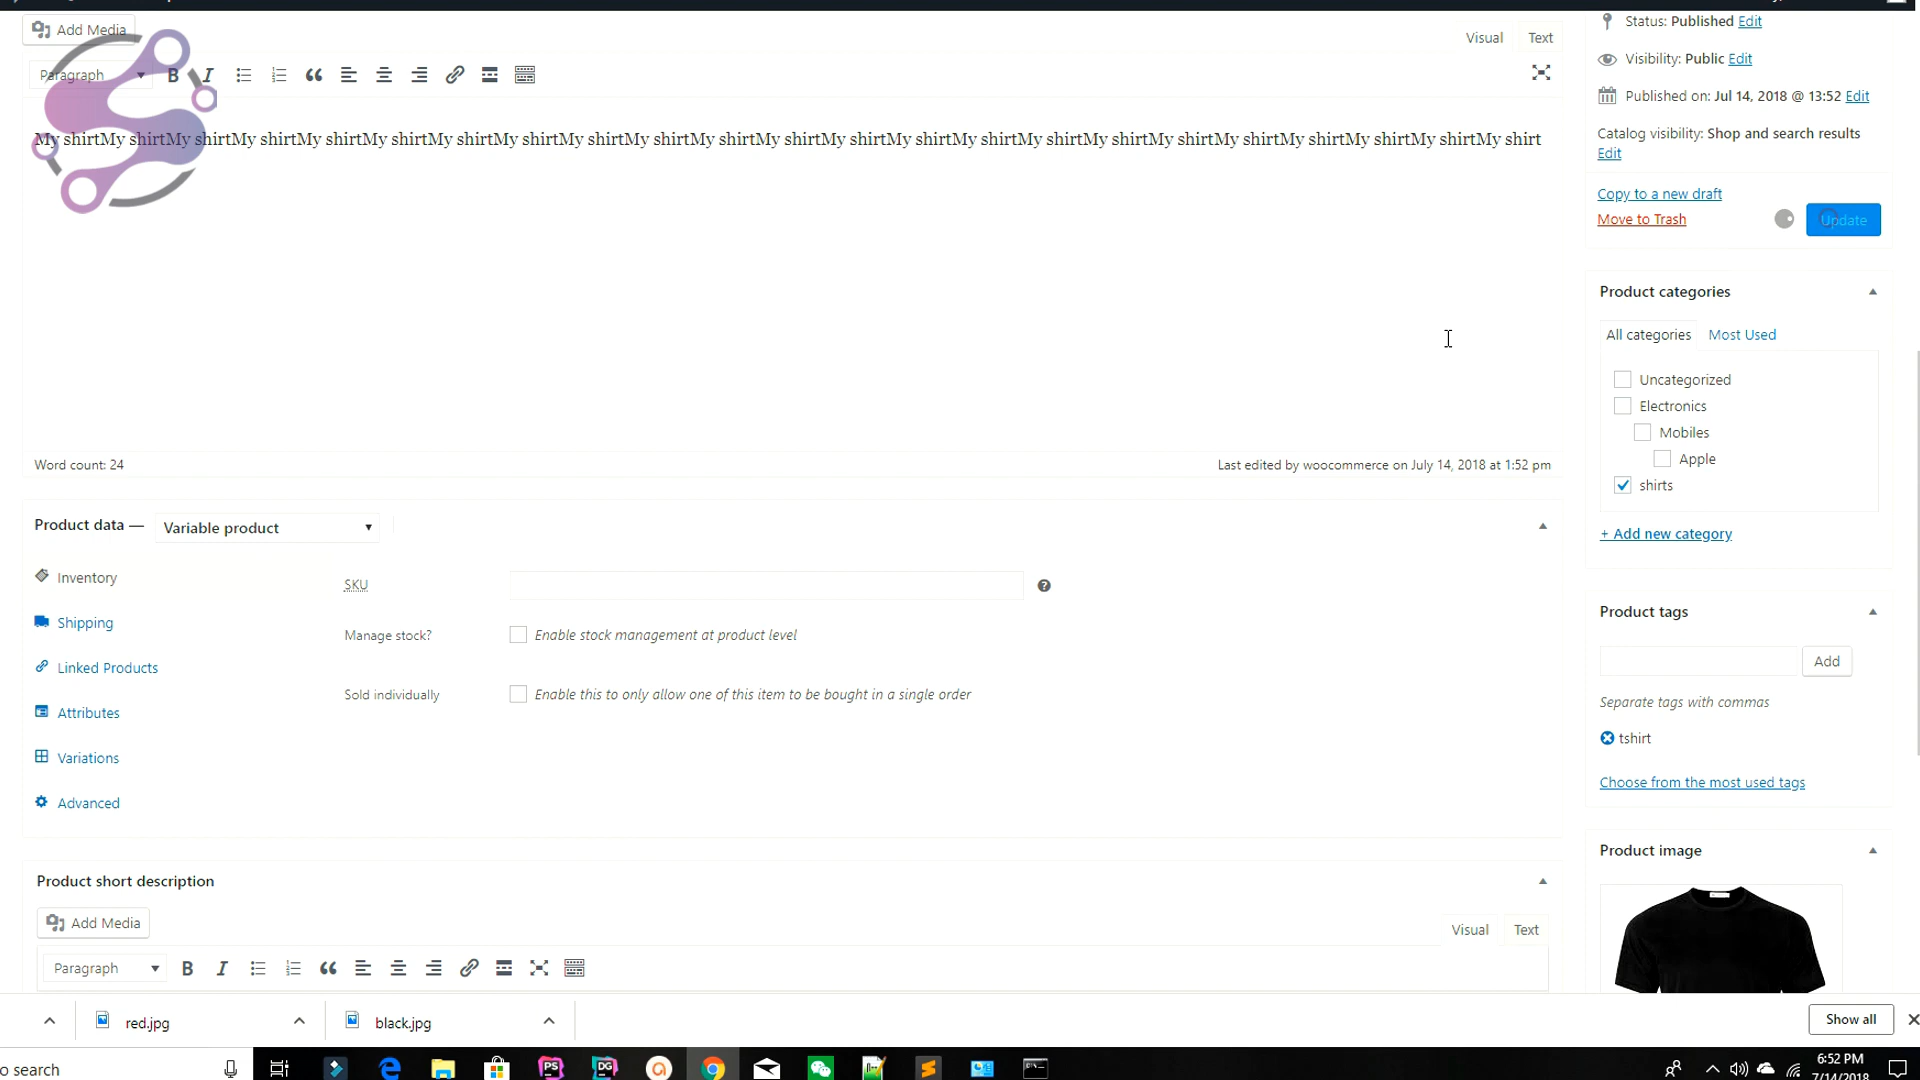 Add Media
Visual
Text
Paragraph
B
I
My shirtMy shirtMy shirtMy shirtMy shirtMy shirtMy shirtMy shirtMy shirtMy shirtMy shirtMy shirtMy shirtMy shirtMy shirtMy shirtMy shirtMy shirtMy shirtMy shirtMy shirtMy shirtMy shirt
Word count: 24
Last edited by woocommerce on July 14, 2018 at 1:52 pm
Status: Published Edit
Visibility: Public Edit
Published on: Jul 14, 2018 @ 13:52 Edit
Catalog visibility: Shop and search results
Edit
Copy to a new draft
Move to Trash
Update
Product categories
All categories
Most Used
Uncategorized
Electronics
Mobiles
Apple
shirts
+ Add new category
Product data —
Variable product
Inventory
Shipping
Linked Products
Attributes
Variations
Advanced
SKU
Manage stock?
Enable stock management at product level
Sold individually
Enable this to only allow one of this item to be bought in a single order
Product tags
Add
Separate tags with commas
tshirt
Choose from the most used tags
Product image
Product short description
Add Media
Visual
Text
Paragraph
B
I
red.jpg
black.jpg
Show all
o search
PS
DG
6:52 PM
7/14/2018